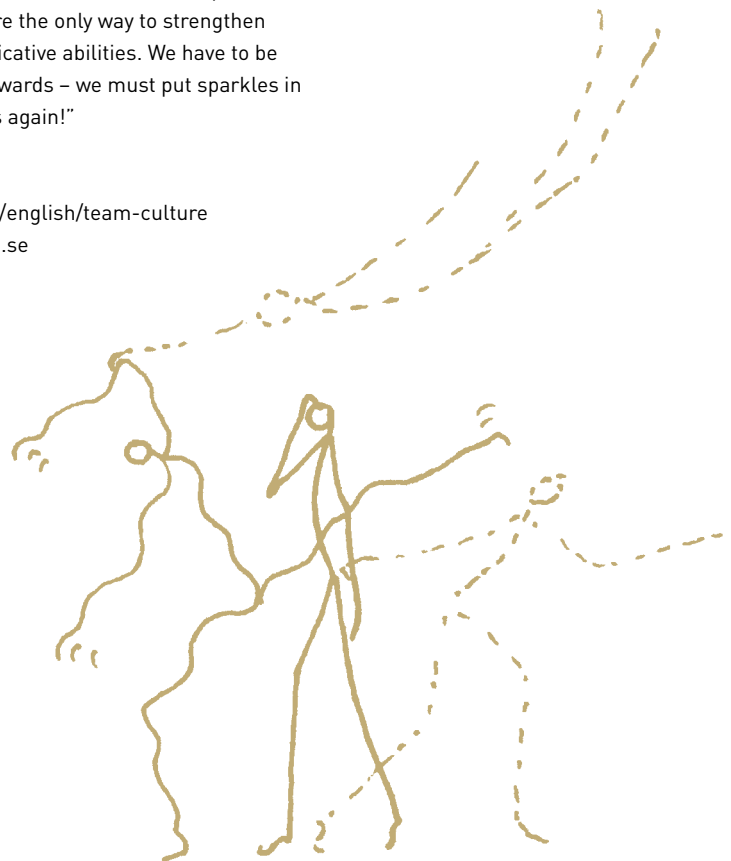 re the only way to strengthen
icative abilities. We have to be
wards – we must put sparkles in
s again!”
/english/team-culture
.se